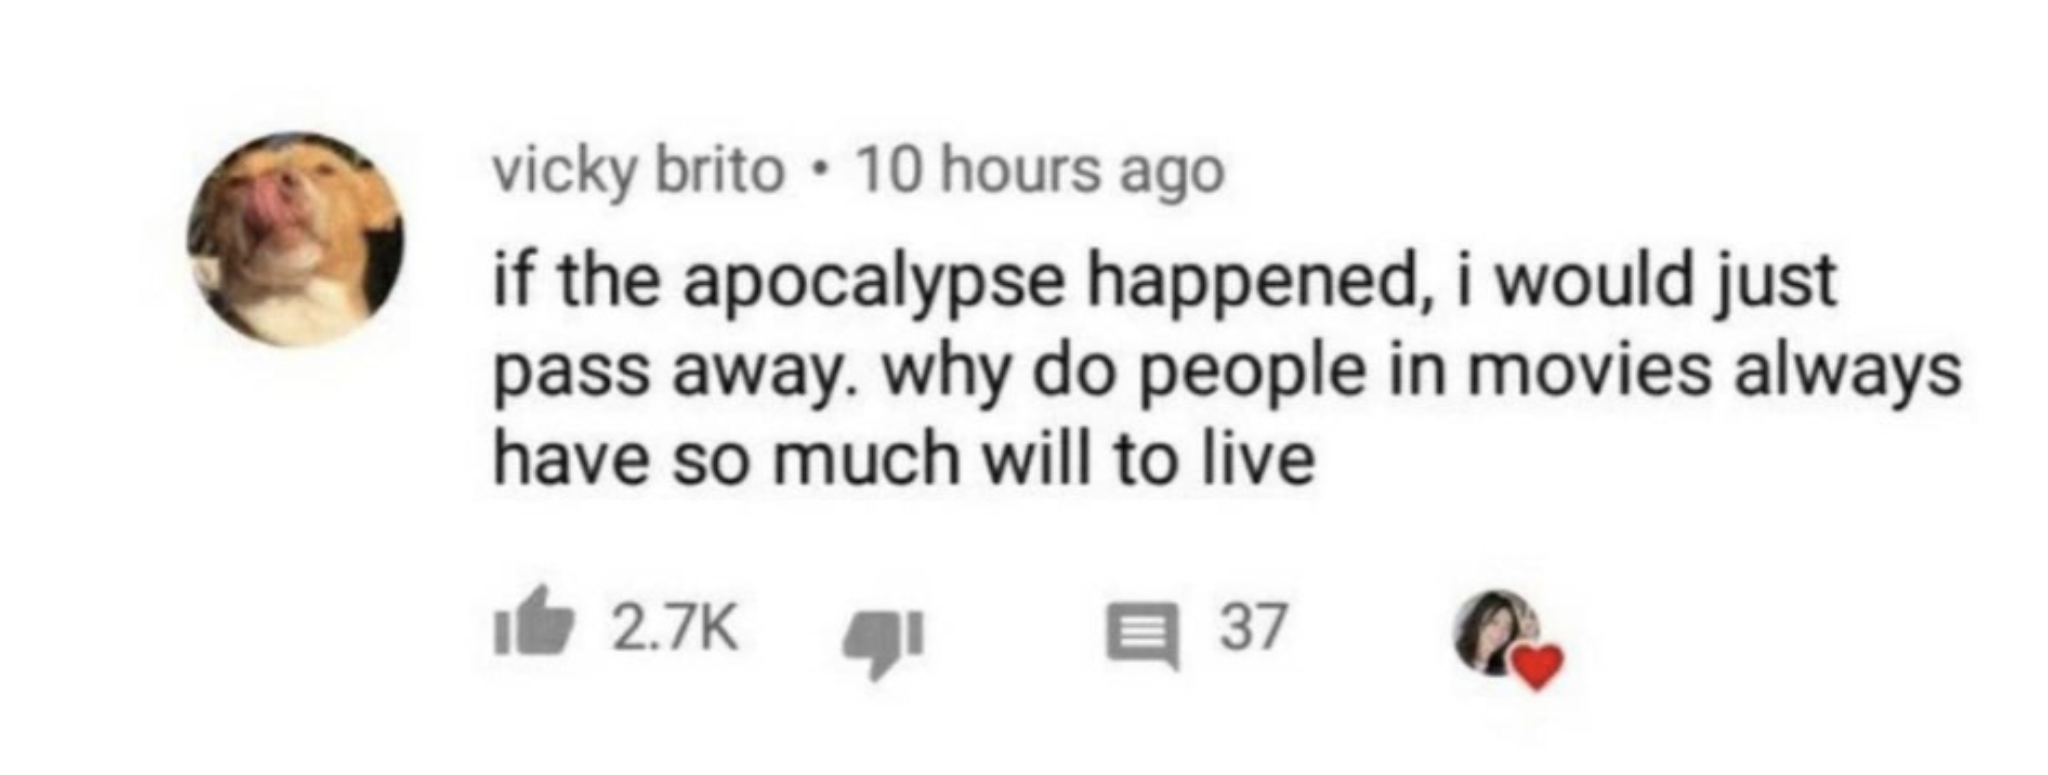 vicky brito • 10 hours ago
if the apocalypse happened, i would just
pass away. why do people in movies always
have so much will to live
2.7K 37